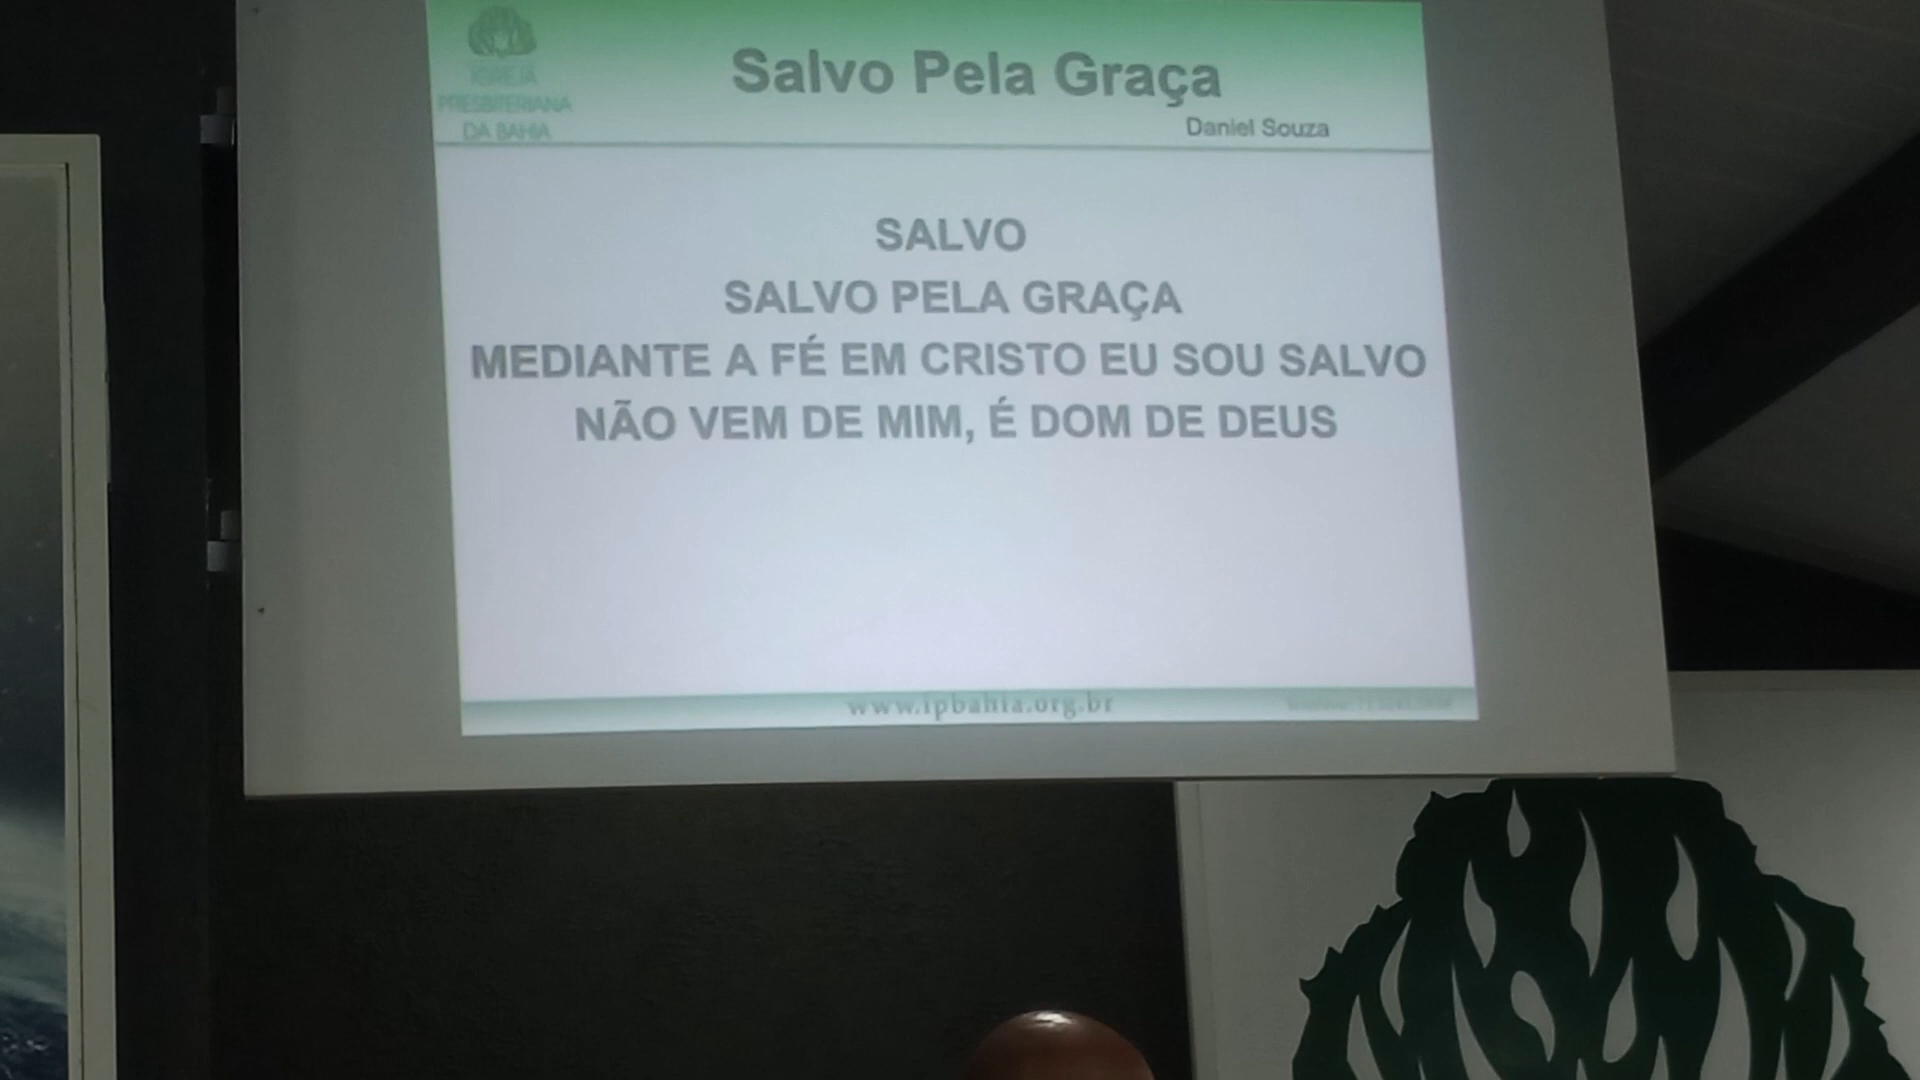 IGREJA
PRESBITERIANA
DA BAHIA
Salvo Pela Graça
Daniel Souza
SALVO
SALVO PELA GRAÇA
MEDIANTE A FÉ EM CRISTO EU SOU SALVO
NÃO VEM DE MIM, É DOM DE DEUS
www.ipbahia.org.br